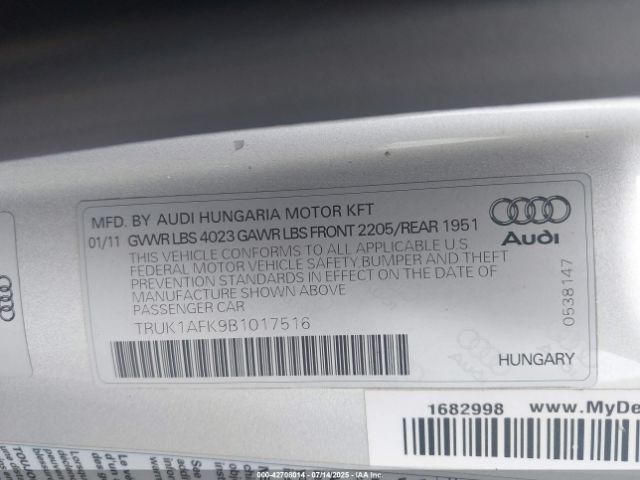 MFD. BY AUDI HUNGARIA MOTOR KFT
01/11 GVWR LBS 4023 GAWR LBS FRONT 2205/REAR 1951
THIS VEHICLE CONFORMS TO ALL APPLICABLE U.S
FEDERAL MOTOR VEHICLE SAFETY BUMPER AND THEFT
PREVENTION STANDARDS IN EFFECT ON THE DATE OF
MANUFACTURE SHOWN ABOVE
PASSENGER CAR
TRUK1AFK9B1017516
Audi
0538147
HUNGARY
1682998 www.MyDe
000-42708014 - 07/14/2025 - IAAI.COM